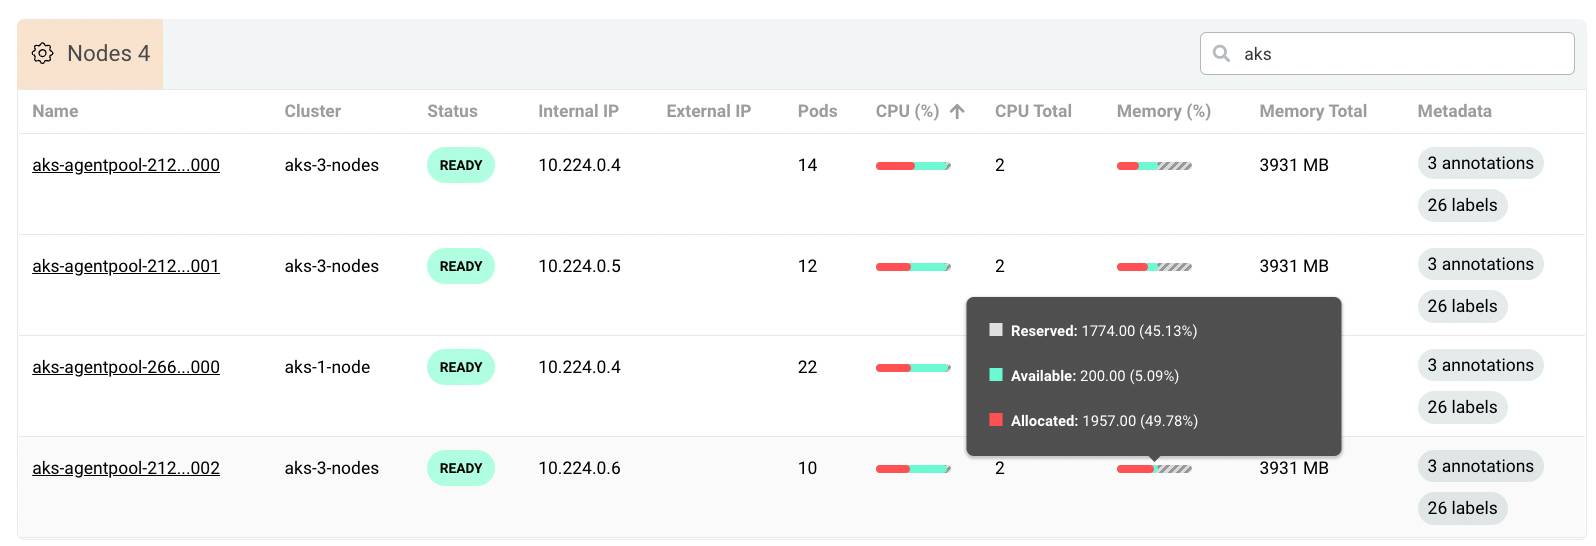 Nodes 4
aks
Name Cluster Status Internal IP External IP Pods CPU (%) CPU Total Memory (%) Memory Total Metadata
aks-agentpool-212...000 aks-3-nodes READY 10.224.0.4 14 2 3931 MB 3 annotations
26 labels
aks-agentpool-212...001 aks-3-nodes READY 10.224.0.5 12 2 3931 MB 3 annotations
26 labels
aks-agentpool-266...000 aks-1-node READY 10.224.0.4 22 3 annotations
26 labels
Reserved: 1774.00 (45.13%)
Available: 200.00 (5.09%)
Allocated: 1957.00 (49.78%)
aks-agentpool-212...002 aks-3-nodes READY 10.224.0.6 10 2 3931 MB 3 annotations
26 labels